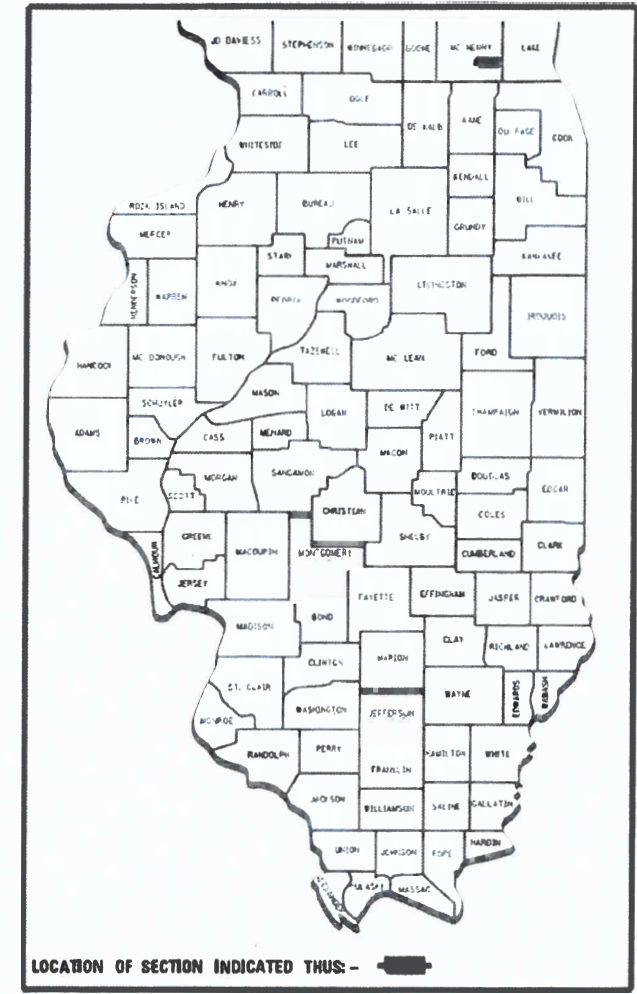 JO DAVIESS STEPHENSON WINNEBAGO BOONE MC HENRY LAKE
CARROLL OGLE
DE KALB KANE DU PAGE COOK
WHITESIDE LEE
KENDALL
ROCK ISLAND HENRY BUREAU LA SALLE WILL
GRUNDY
MERCER PUTNAM
STARK MARSHALL KANKAKEE
HENDERSON WARREN KNOX PEORIA WOODFORD LIVINGSTON
IROQUOIS
HANCOCK MC DONOUGH FULTON TAZEWELL MC LEAN FORD
MASON
SCHUYLER LOGAN DE WITT CHAMPAIGN VERMILION
ADAMS BROWN CASS MENARD PIATT
MACON
PIKE SCOTT MORGAN SANGAMON DOUGLAS EDGAR
MOULTRIE
CHRISTIAN COLES
GREENE SHELBY
CALHOUN MACOUPIN MONTGOMERY CUMBERLAND CLARK
JERSEY
FAYETTE EFFINGHAM JASPER CRAWFORD
MADISON BOND
CLAY RICHLAND LAWRENCE
CLINTON MARION
ST. CLAIR WAYNE EDWARDS WABASH
MONROE WASHINGTON JEFFERSON
RANDOLPH PERRY HAMILTON WHITE
FRANKLIN
JACKSON WILLIAMSON SALINE GALLATIN
UNION JOHNSON POPE HARDIN
MASSAC
LOCATION OF SECTION INDICATED THUS:-